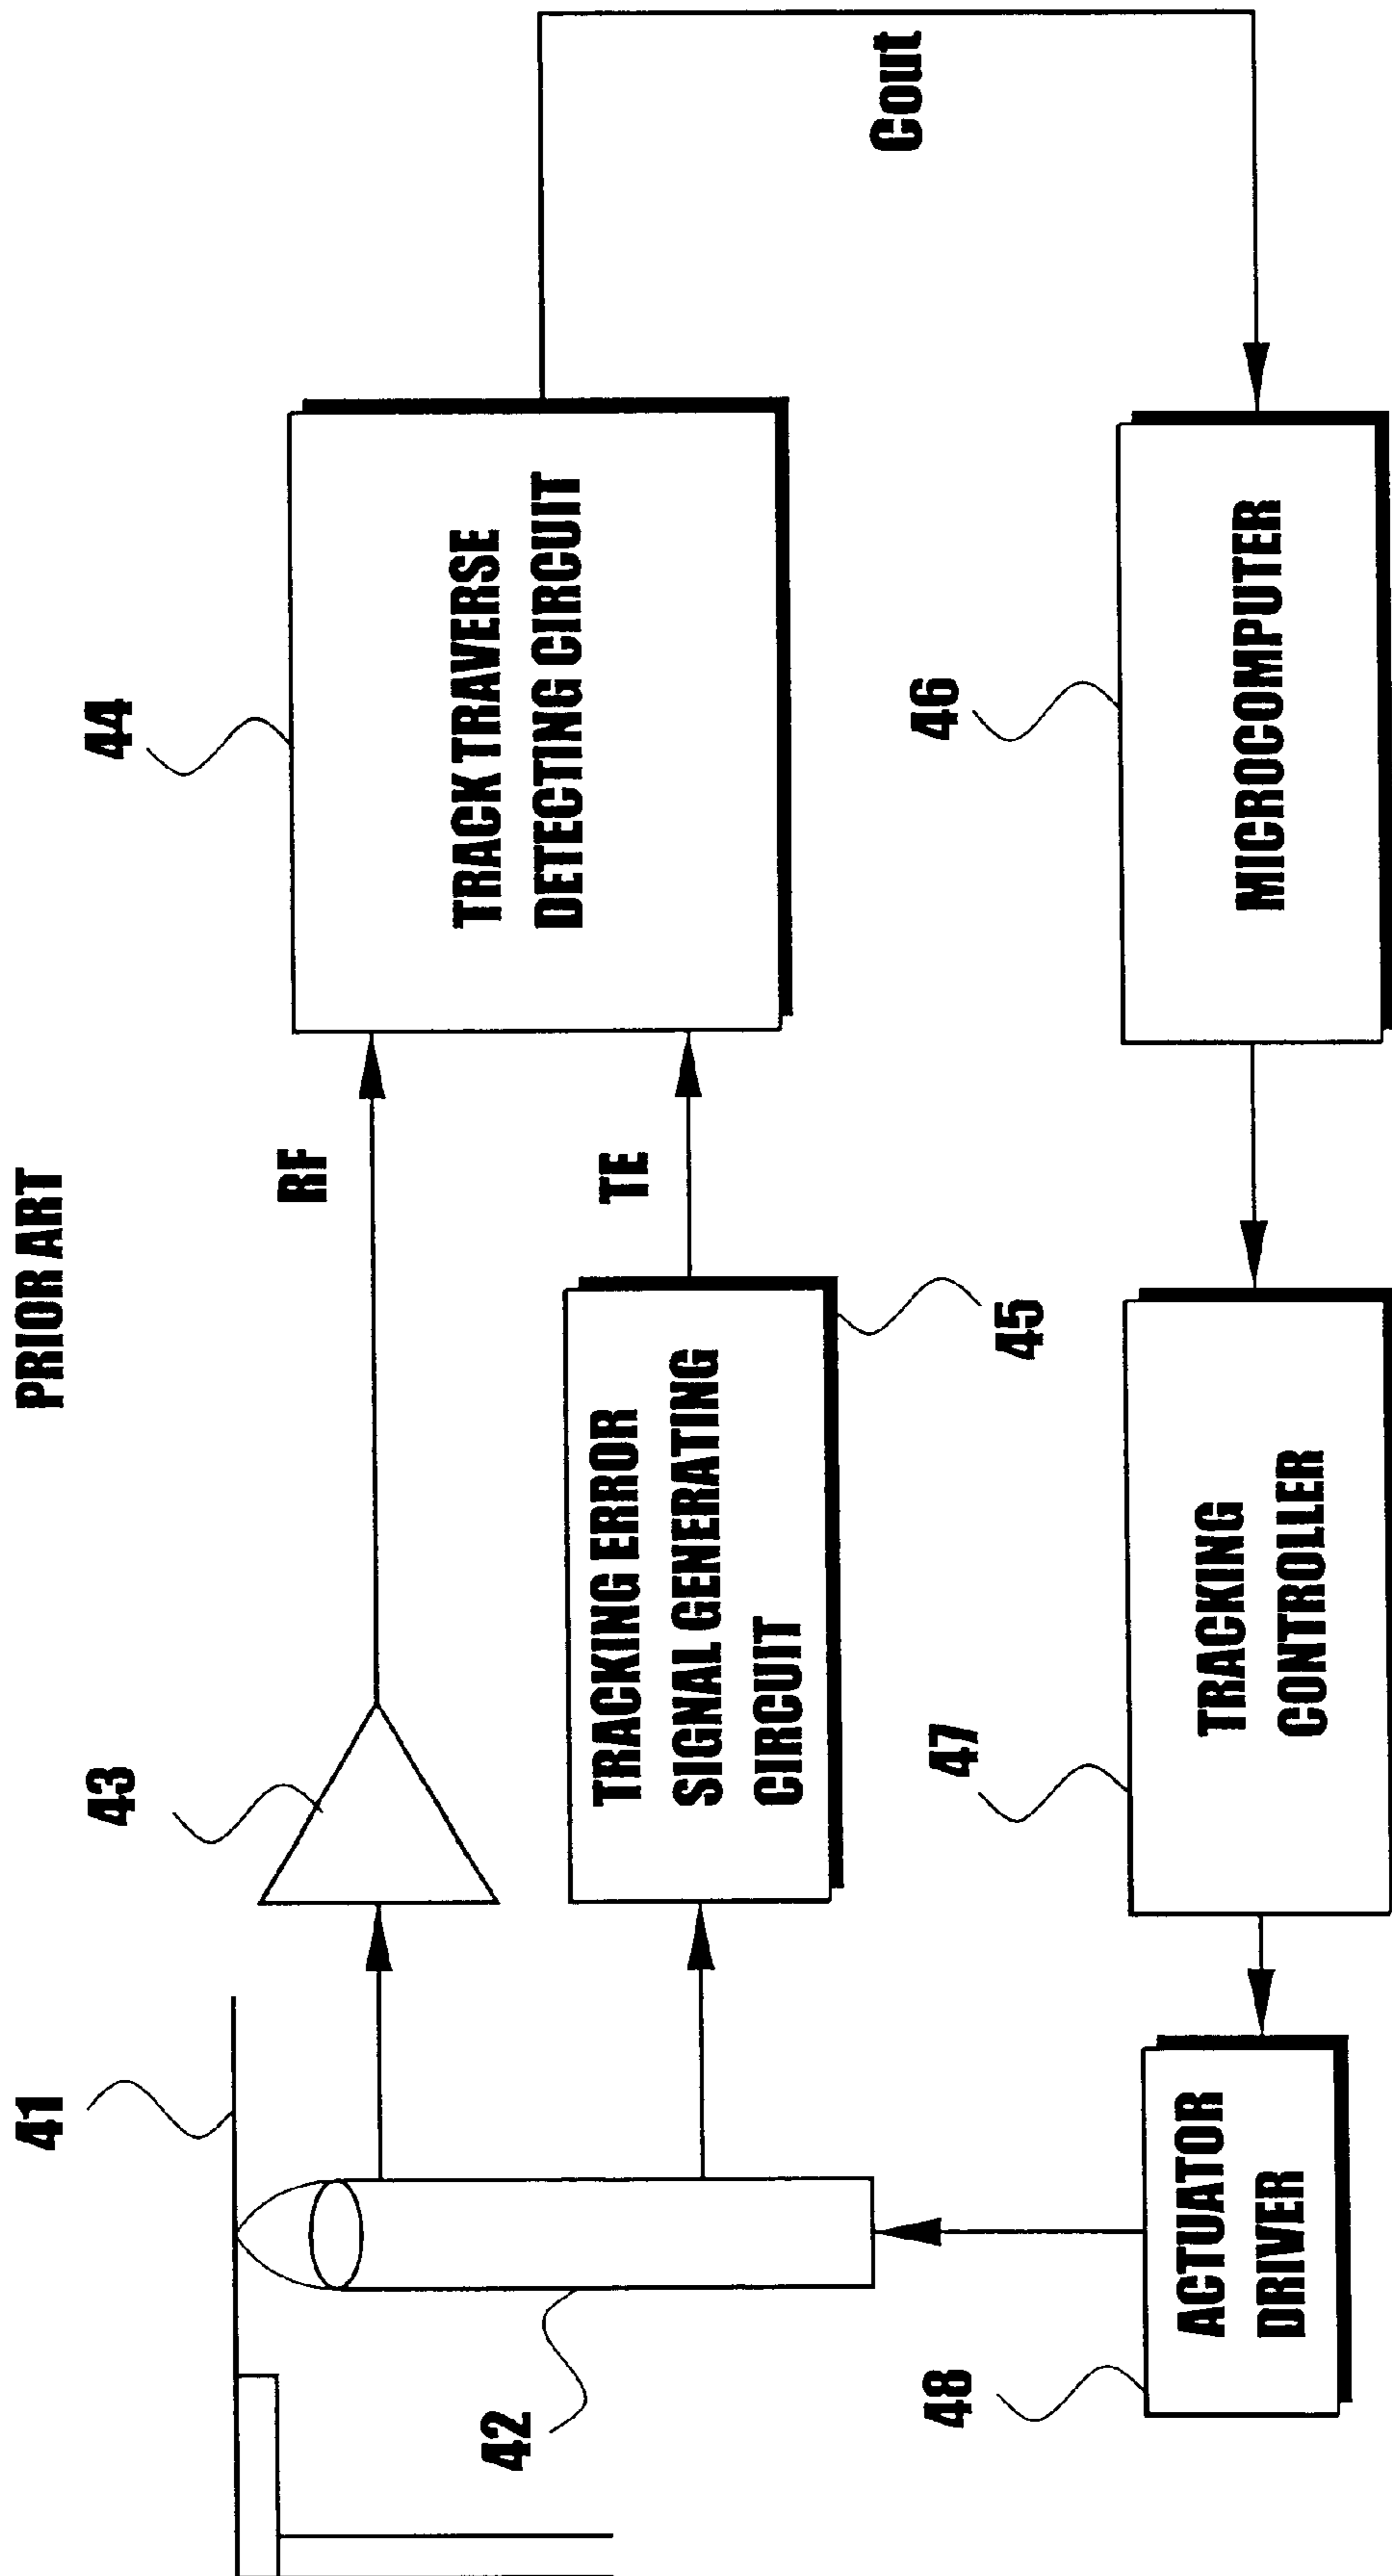 PRIOR ART
41
43
44
RF
TRACK TRAVERSE
DETECTING CIRCUIT
42
TRACKING ERROR
SIGNAL GENERATING
CIRCUIT
TE
45
Cout
48
47
46
ACTUATOR
DRIVER
TRACKING
CONTROLLER
MICROCOMPUTER